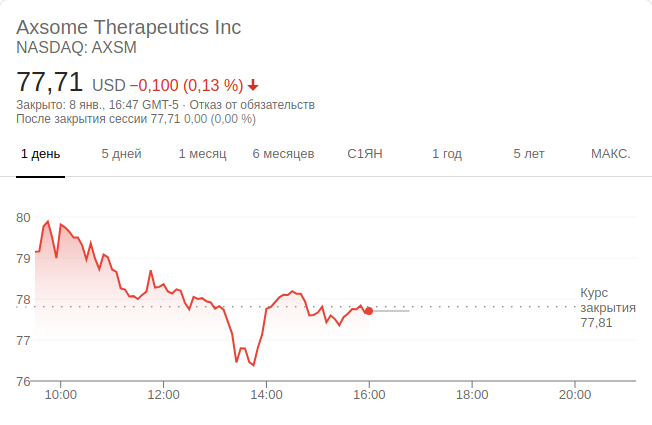 Axsome Therapeutics Inc
NASDAQ: AXSM
77,71 USD −0,100 (0,13 %)
Закрыто: 8 янв., 16:47 GMT-5 · Отказ от обязательств
После закрытия сессии 77,71 0,00 (0,00 %)
1 день 5 дней 1 месяц 6 месяцев С1ЯН 1 год 5 лет МАКС.
80
79
78
77
76
Курс
закрытия
77,81
10:00 12:00 14:00 16:00 18:00 20:00